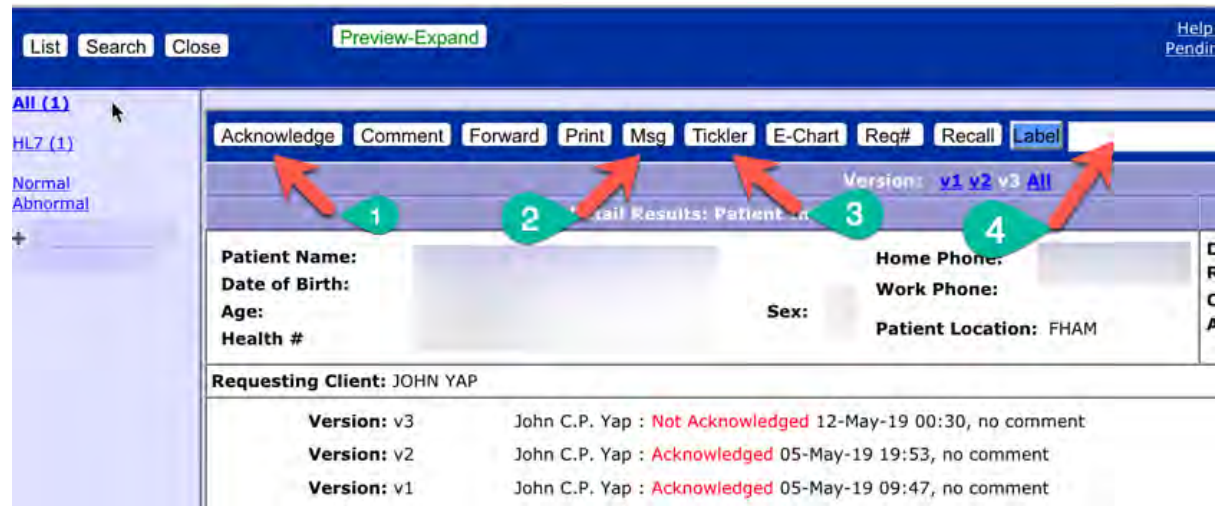 List Search Close Preview-Expand Help
Pendin
All (1)
HL7 (1)
Normal
Abnormal
+
Acknowledge Comment Forward Print Msg Tickler E-Chart Req# Recall Label
Version: v1 v2 v3 All
1 2 3 4
Detail Results: Patient In
Patient Name:
Date of Birth:
Age:
Health #
Sex:
Home Phone:
Work Phone:
Patient Location: FHAM
Requesting Client: JOHN YAP
Version: v3 John C.P. Yap : Not Acknowledged 12-May-19 00:30, no comment
Version: v2 John C.P. Yap : Acknowledged 05-May-19 19:53, no comment
Version: v1 John C.P. Yap : Acknowledged 05-May-19 09:47, no comment